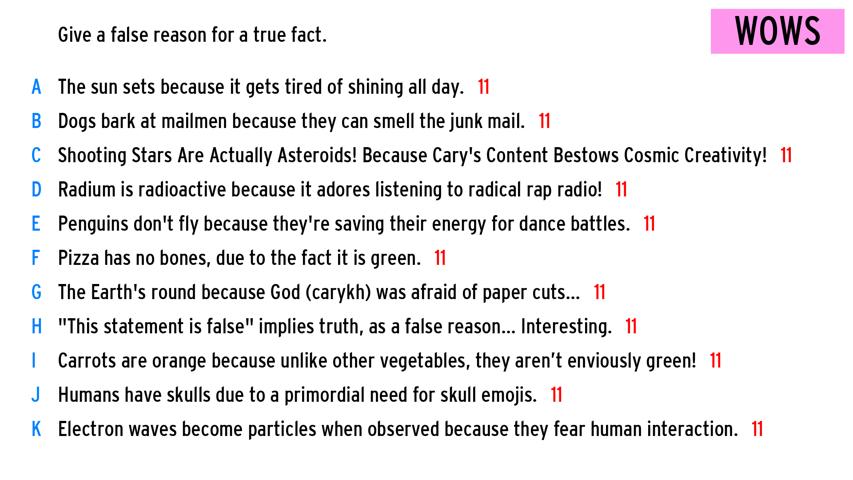 Give a false reason for a true fact.
WOWS
A The sun sets because it gets tired of shining all day. 11
B Dogs bark at mailmen because they can smell the junk mail. 11
C Shooting Stars Are Actually Asteroids! Because Cary's Content Bestows Cosmic Creativity! 11
D Radium is radioactive because it adores listening to radical rap radio! 11
E Penguins don't fly because they're saving their energy for dance battles. 11
F Pizza has no bones, due to the fact it is green. 11
G The Earth's round because God (carykh) was afraid of paper cuts... 11
H "This statement is false" implies truth, as a false reason... Interesting. 11
I Carrots are orange because unlike other vegetables, they aren’t enviously green! 11
J Humans have skulls due to a primordial need for skull emojis. 11
K Electron waves become particles when observed because they fear human interaction. 11